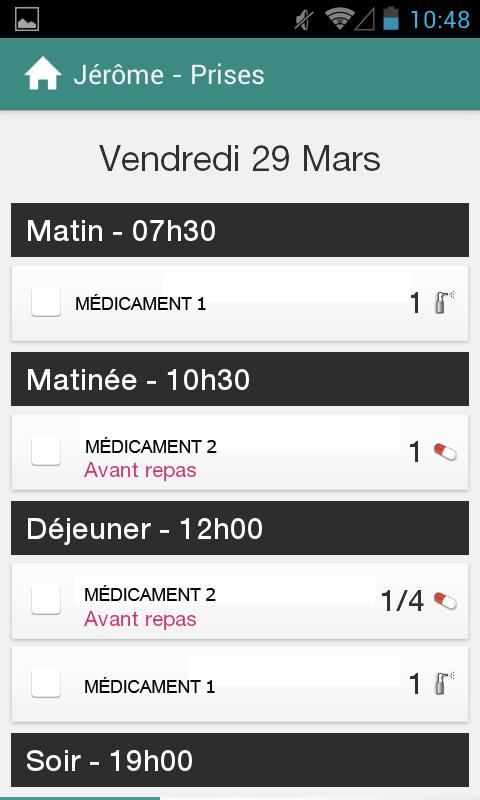 10:48
Jérôme - Prises
Vendredi 29 Mars
Matin - 07h30
MÉDICAMENT 1 1
Matinée - 10h30
MÉDICAMENT 2 1
Avant repas
Déjeuner - 12h00
MÉDICAMENT 2 1/4
Avant repas
MÉDICAMENT 1 1
Soir - 19h00